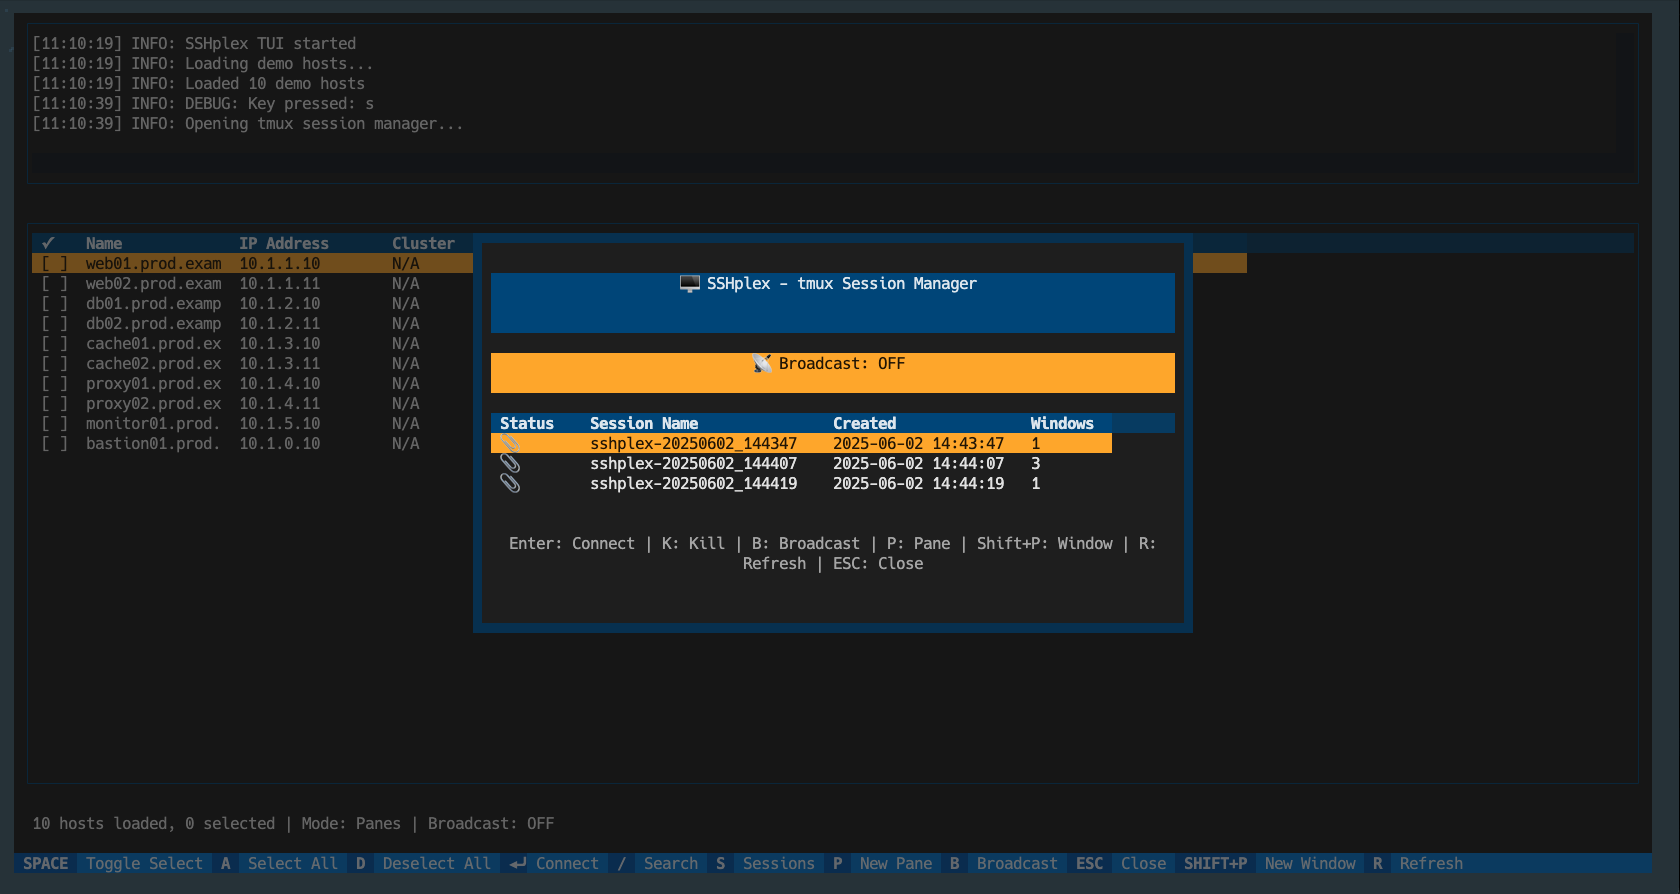 [11:10:19] INFO: SSHplex TUI started
[11:10:19] INFO: Loading demo hosts...
[11:10:19] INFO: Loaded 10 demo hosts
[11:10:39] INFO: DEBUG: Key pressed: s
[11:10:39] INFO: Opening tmux session manager...
✓ Name IP Address Cluster
[ ] web01.prod.exam 10.1.1.10 N/A
[ ] web02.prod.exam 10.1.1.11 N/A
[ ] db01.prod.examp 10.1.2.10 N/A
[ ] db02.prod.examp 10.1.2.11 N/A
[ ] cache01.prod.ex 10.1.3.10 N/A
[ ] cache02.prod.ex 10.1.3.11 N/A
[ ] proxy01.prod.ex 10.1.4.10 N/A
[ ] proxy02.prod.ex 10.1.4.11 N/A
[ ] monitor01.prod. 10.1.5.10 N/A
[ ] bastion01.prod. 10.1.0.10 N/A
🖥️ SSHplex - tmux Session Manager
📡 Broadcast: OFF
Status Session Name Created Windows
📎 sshplex-20250602_144347 2025-06-02 14:43:47 1
📎 sshplex-20250602_144407 2025-06-02 14:44:07 3
📎 sshplex-20250602_144419 2025-06-02 14:44:19 1
Enter: Connect | K: Kill | B: Broadcast | P: Pane | Shift+P: Window | R:
Refresh | ESC: Close
10 hosts loaded, 0 selected | Mode: Panes | Broadcast: OFF
SPACE Toggle Select A Select All D Deselect All ⏎ Connect / Search S Sessions P New Pane B Broadcast ESC Close SHIFT+P New Window R Refresh